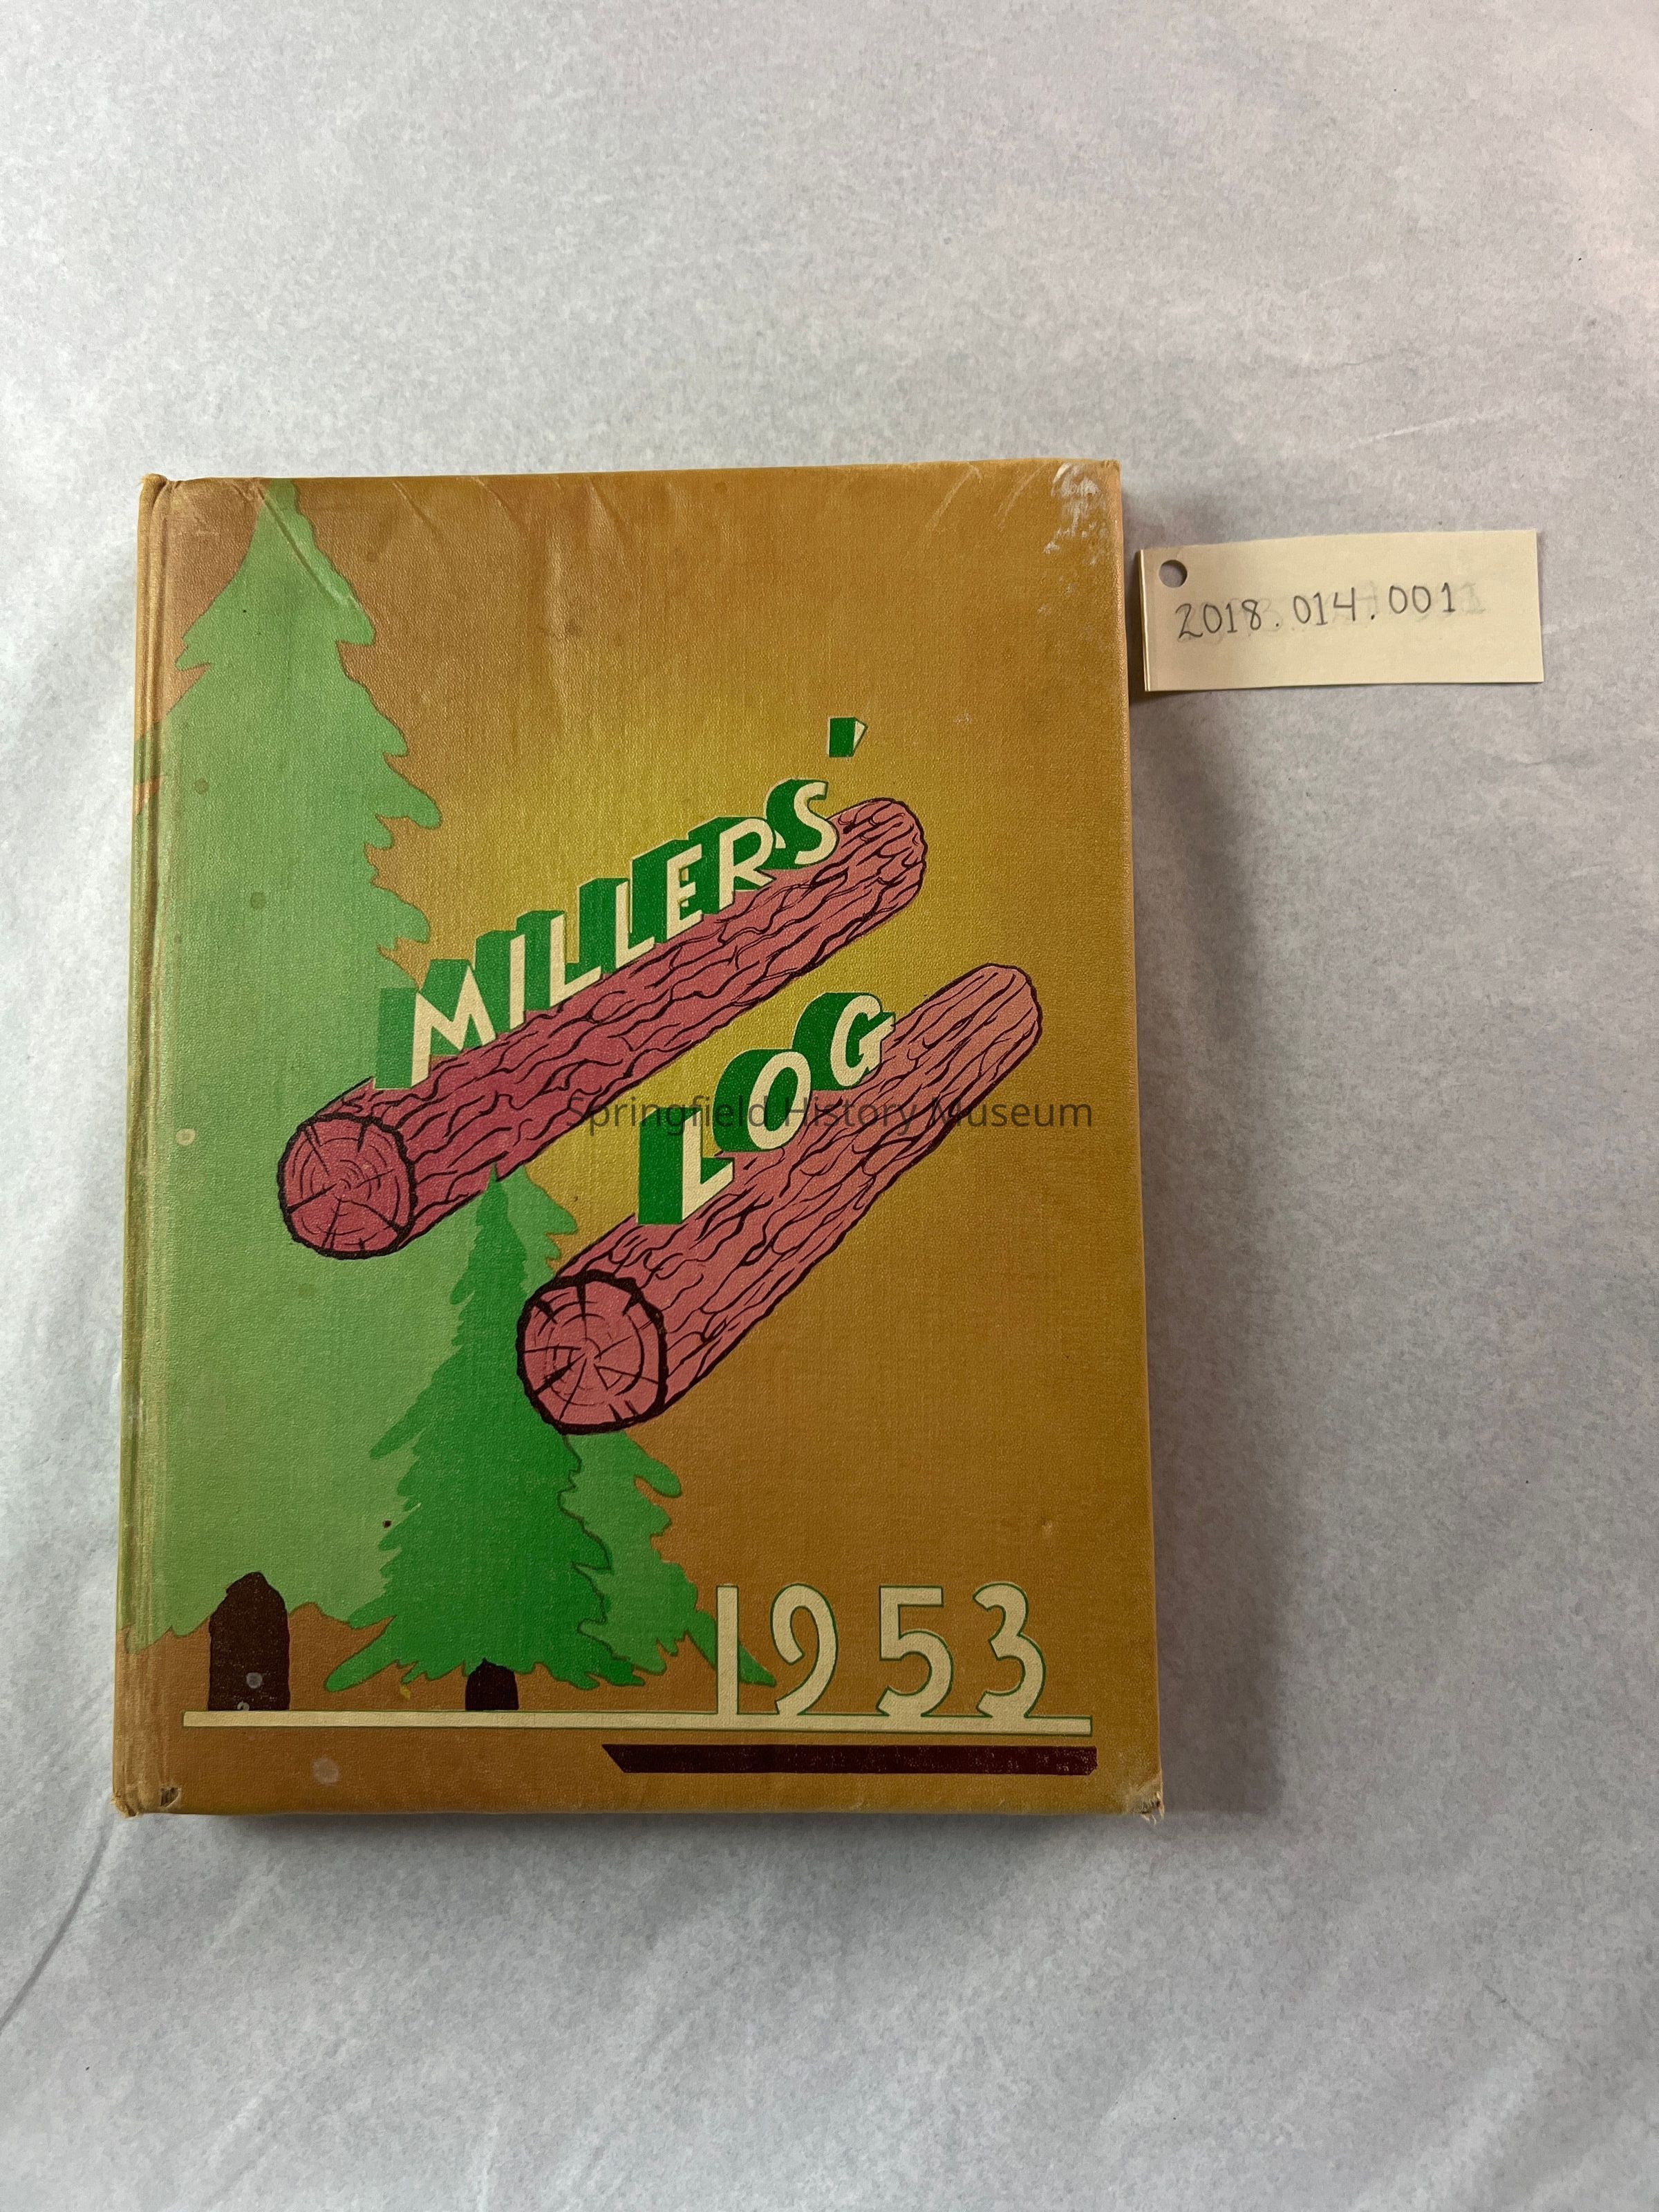 MILLERS'
LOG
1953
2018.014.001
Springfield History Museum